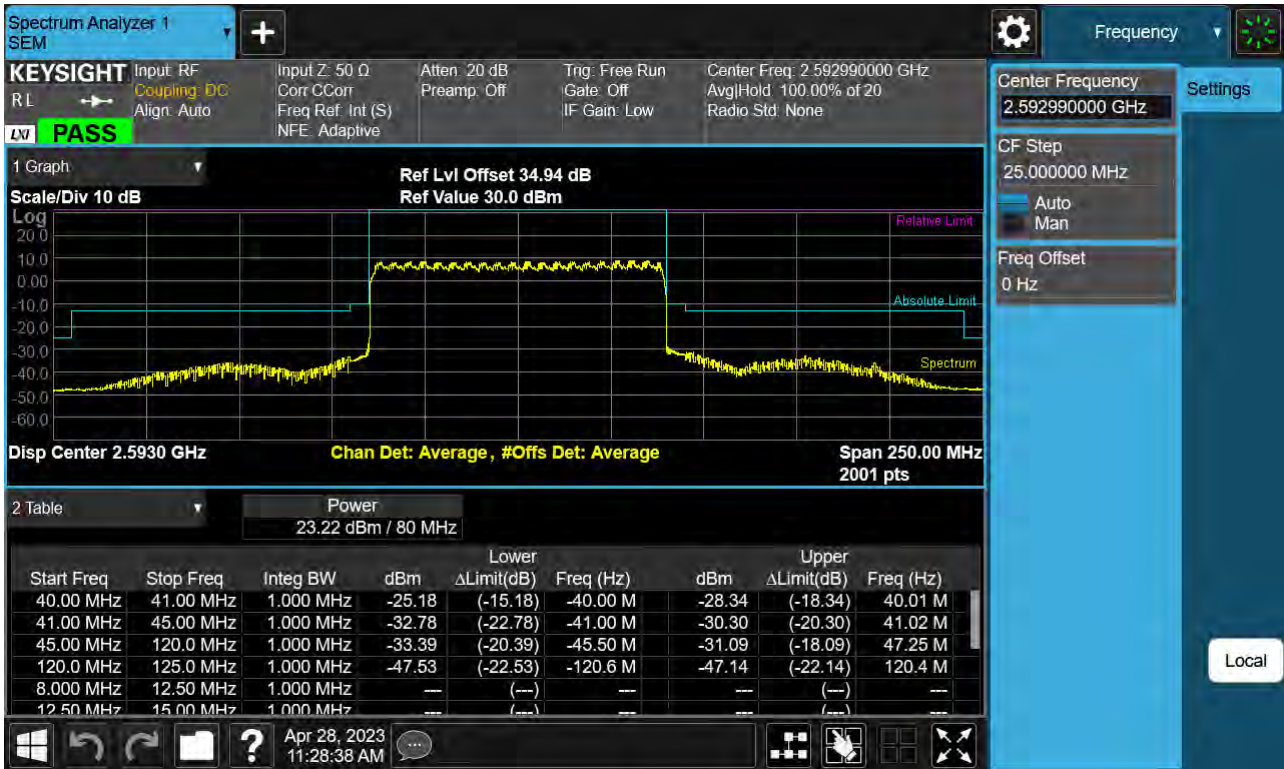 Spectrum Analyzer 1
SEM
Frequency
KEYSIGHT
R L
LXI
PASS
Input: RF
Coupling: DC
Align: Auto
Input Z: 50 Ω
Corr CCorr
Freq Ref: Int (S)
NFE: Adaptive
Atten: 20 dB
Preamp: Off
Trig: Free Run
Gate: Off
IF Gain: Low
Center Freq: 2.592990000 GHz
Avg|Hold: 100.00% of 20
Radio Std: None
Center Frequency
2.592990000 GHz
Settings
CF Step
25.000000 MHz
Auto
Man
Freq Offset
0 Hz
Local
1 Graph
Scale/Div 10 dB
Ref Lvl Offset 34.94 dB
Ref Value 30.0 dBm
Log
20.0
10.0
0.00
-10.0
-20.0
-30.0
-40.0
-50.0
-60.0
Relative Limit
Absolute Limit
Spectrum
Disp Center 2.5930 GHz
Chan Det: Average, #Offs Det: Average
Span 250.00 MHz
2001 pts
2 Table
Power
23.22 dBm / 80 MHz
Lower Upper
Start Freq Stop Freq Integ BW dBm ΔLimit(dB) Freq (Hz) dBm ΔLimit(dB) Freq (Hz)
40.00 MHz 41.00 MHz 1.000 MHz -25.18 (-15.18) -40.00 M -28.34 (-18.34) 40.01 M
41.00 MHz 45.00 MHz 1.000 MHz -32.78 (-22.78) -41.00 M -30.30 (-20.30) 41.02 M
45.00 MHz 120.0 MHz 1.000 MHz -33.39 (-20.39) -45.50 M -31.09 (-18.09) 47.25 M
120.0 MHz 125.0 MHz 1.000 MHz -47.53 (-22.53) -120.6 M -47.14 (-22.14) 120.4 M
8.000 MHz 12.50 MHz 1.000 MHz --- (---) --- --- (---) ---
12.50 MHz 15.00 MHz 1.000 MHz --- (---) --- --- (---) ---
?
Apr 28, 2023
11:28:38 AM